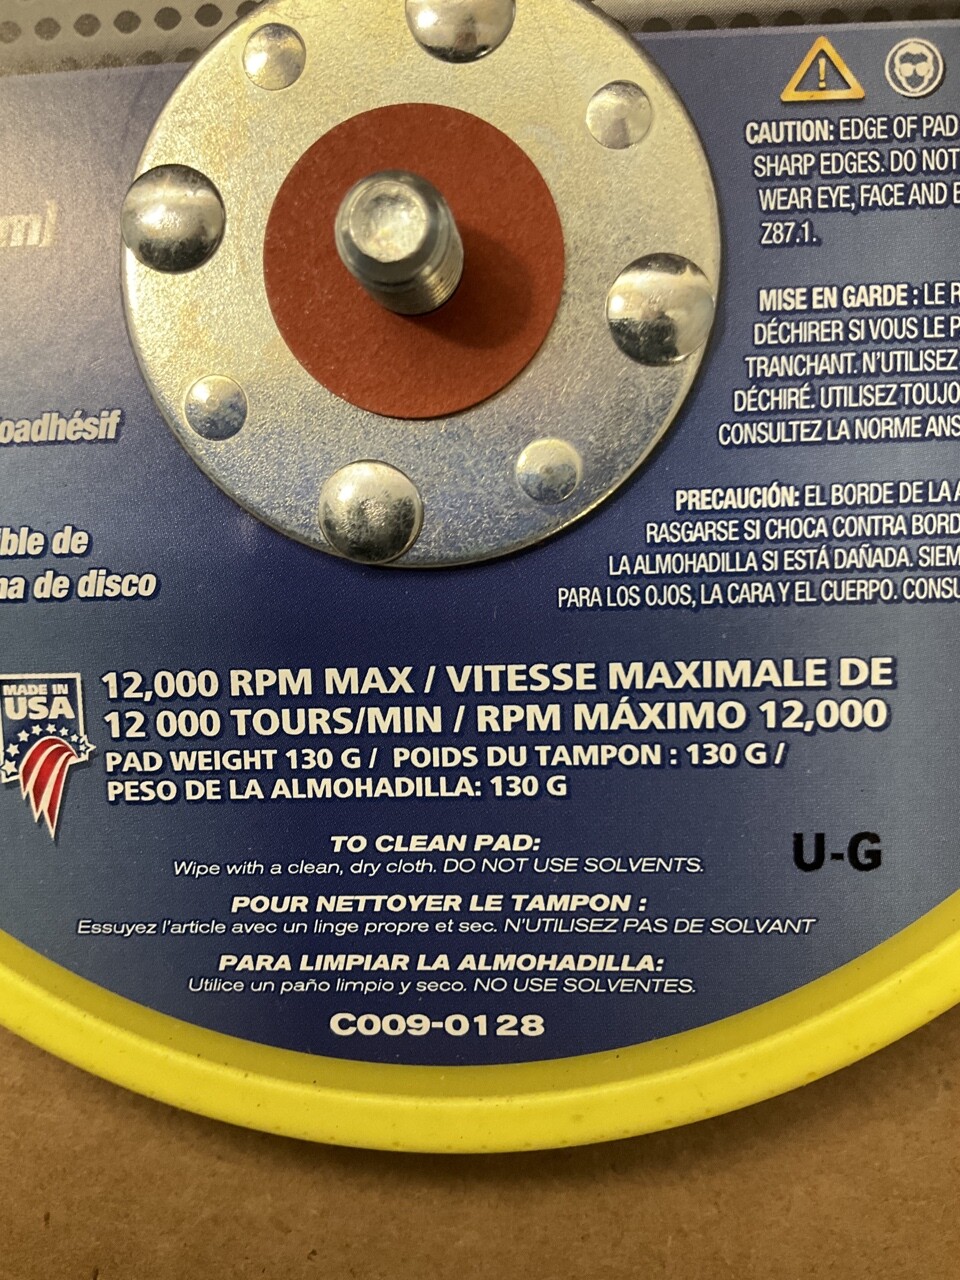 ml
CAUTION: EDGE OF PAD
SHARP EDGES. DO NOT
WEAR EYE, FACE AND
Z87.1.
MISE EN GARDE : LE
DÉCHIRER SI VOUS LE
TRANCHANT. N'UTILISEZ
DÉCHIRÉ. UTILISEZ
CONSULTEZ LA NORME
PRECAUCIÓN: EL BORDE DE LA
RASGARSE SI CHOCA CONTRA
LA ALMOHADILLA SI ESTÁ DAÑADA.
PARA LOS OJOS, LA CARA Y EL CUERPO.
oadhésif
ble de
na de disco
MADE IN
USA
12,000 RPM MAX / VITESSE MAXIMALE DE
12 000 TOURS/MIN / RPM MÁXIMO 12,000
PAD WEIGHT 130 G / POIDS DU TAMPON : 130 G /
PESO DE LA ALMOHADILLA: 130 G
TO CLEAN PAD:
Wipe with a clean, dry cloth. DO NOT USE SOLVENTS.
U-G
POUR NETTOYER LE TAMPON :
Essuyez l'article avec un linge propre et sec. N'UTILISEZ PAS DE SOLVANT
PARA LIMPIAR LA ALMOHADILLA:
Utilice un paño limpio y seco. NO USE SOLVENTES.
C009-0128